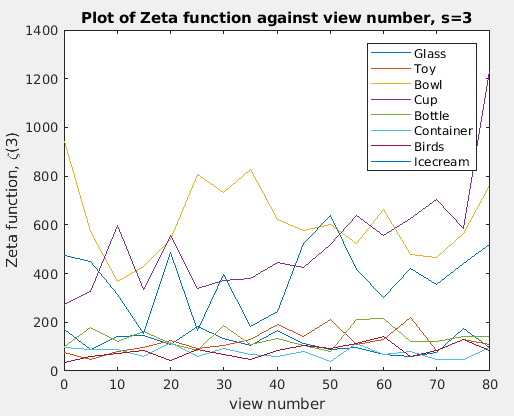 Plot of Zeta function against view number, s=3
1400
1200
1000
800
600
400
200
0
Zeta function, ζ(3)
Glass
Toy
Bowl
Cup
Bottle
Container
Birds
Icecream
0 10 20 30 40 50 60 70 80
view number